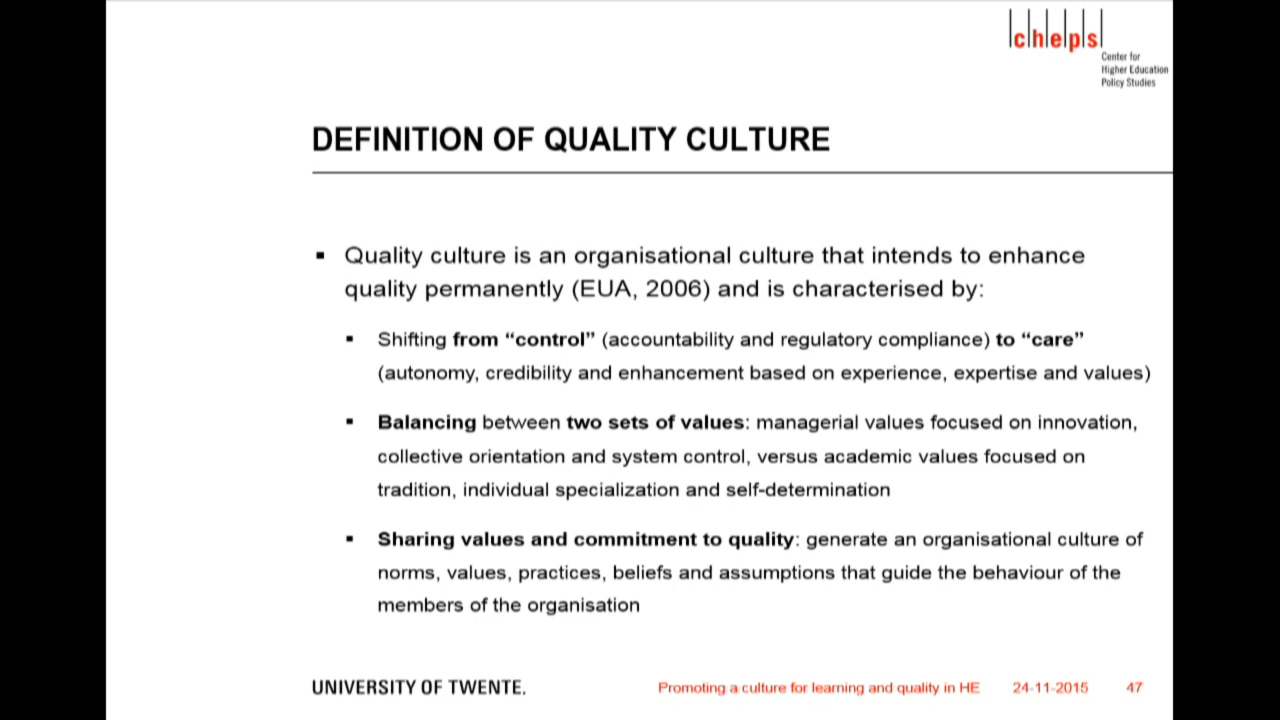 c|h|e|p|s
Center for
Higher Education
Policy Studies
DEFINITION OF QUALITY CULTURE
▪ Quality culture is an organisational culture that intends to enhance
quality permanently (EUA, 2006) and is characterised by:
▪ Shifting from “control” (accountability and regulatory compliance) to “care”
(autonomy, credibility and enhancement based on experience, expertise and values)
▪ Balancing between two sets of values: managerial values focused on innovation,
collective orientation and system control, versus academic values focused on
tradition, individual specialization and self-determination
▪ Sharing values and commitment to quality: generate an organisational culture of
norms, values, practices, beliefs and assumptions that guide the behaviour of the
members of the organisation
UNIVERSITY OF TWENTE. Promoting a culture for learning and quality in HE 24-11-2015 47